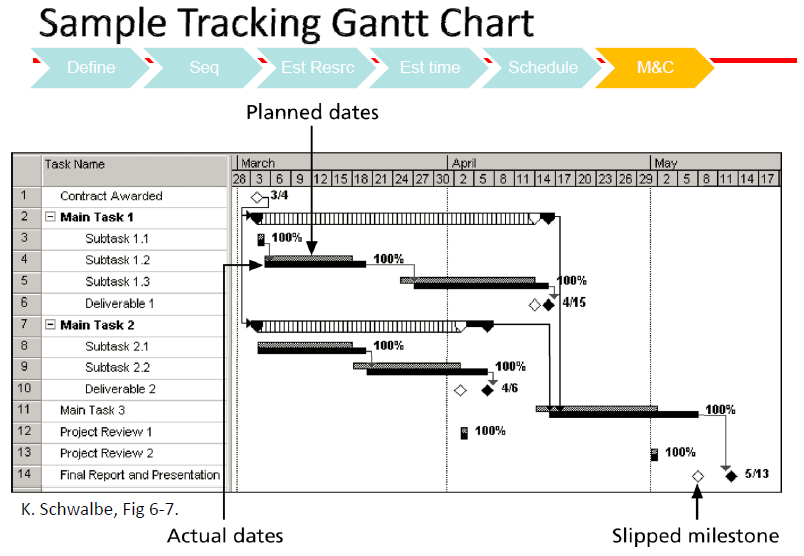 Sample Tracking Gantt Chart
Define Seq Est Resrc Est time Schedule M&C
Planned dates
Task Name March April May
28 3 6 9 12 15 18 21 24 27 30 2 5 8 11 14 17 20 23 26 29 2 5 8 11 14 17
1 Contract Awarded 3/4
2 Main Task 1
3 Subtask 1.1 100%
4 Subtask 1.2 100%
5 Subtask 1.3 100%
6 Deliverable 1 4/15
7 Main Task 2
8 Subtask 2.1 100%
9 Subtask 2.2 100%
10 Deliverable 2 4/6
11 Main Task 3 100%
12 Project Review 1 100%
13 Project Review 2 100%
14 Final Report and Presentation 5/13
K. Schwalbe, Fig 6-7.
Actual dates Slipped milestone